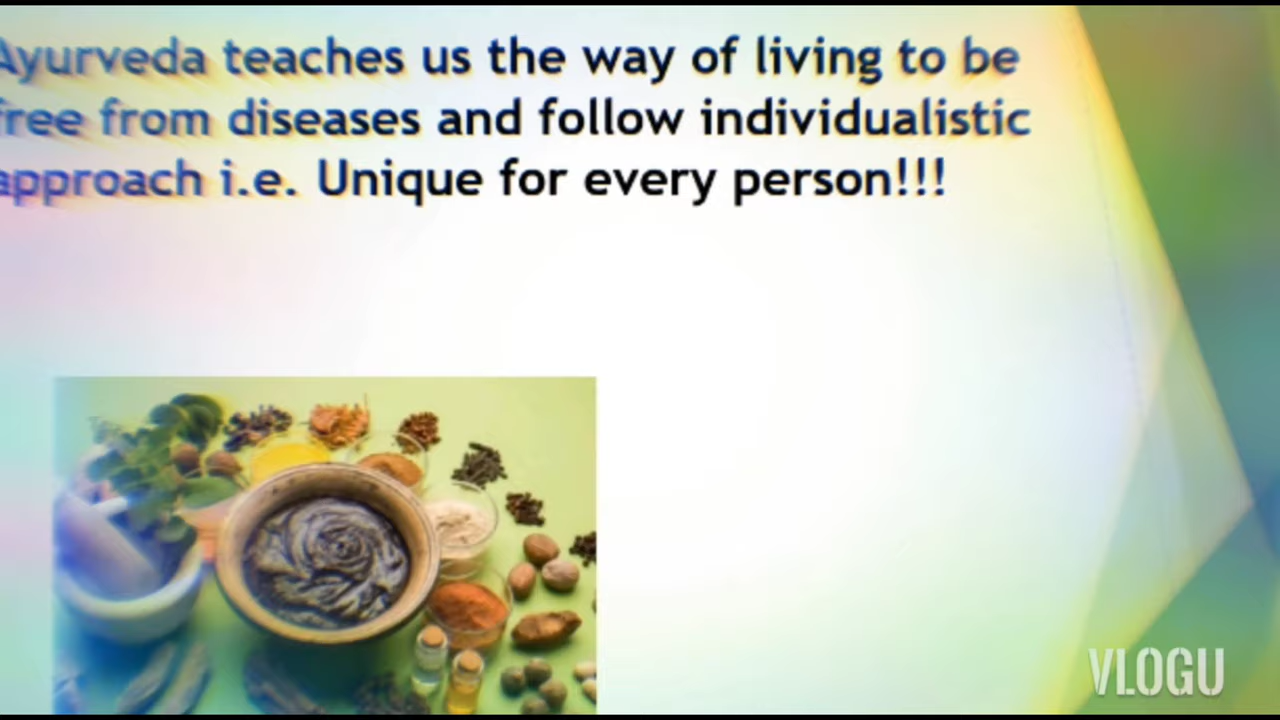 Ayurveda teaches us the way of living to be
free from diseases and follow individualistic
approach i.e. Unique for every person!!!
VLOGU